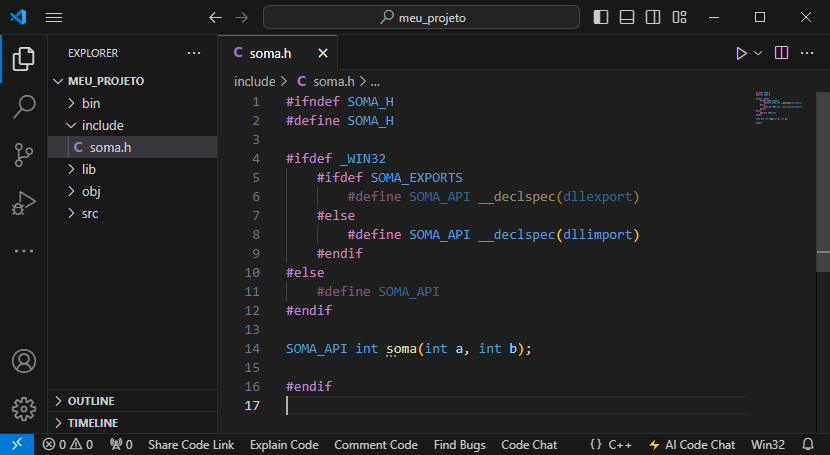 meu_projeto
EXPLORER
MEU_PROJETO
bin
include
C soma.h
lib
obj
src
OUTLINE
TIMELINE
C soma.h
include > C soma.h > ...
1 #ifndef SOMA_H
2 #define SOMA_H
3
4 #ifdef _WIN32
5     #ifdef SOMA_EXPORTS
6         #define SOMA_API __declspec(dllexport)
7     #else
8         #define SOMA_API __declspec(dllimport)
9     #endif
10 #else
11     #define SOMA_API
12 #endif
13
14 SOMA_API int soma(int a, int b);
15
16 #endif
17
0 0 0 Share Code Link Explain Code Comment Code Find Bugs Code Chat {} C++ AI Code Chat Win32